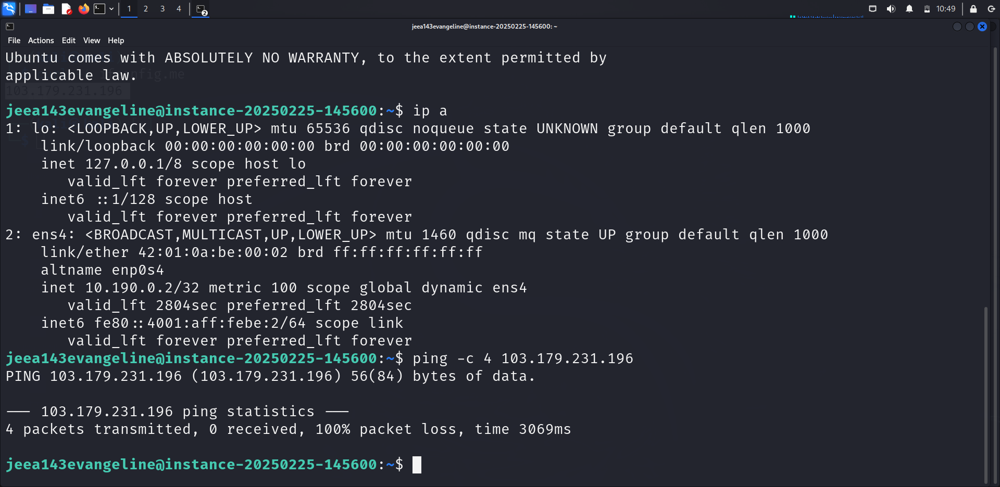 1 2 3 4 2 10:49
jeea143evangeline@instance-20250225-145600: ~
File Actions Edit View Help
Ubuntu comes with ABSOLUTELY NO WARRANTY, to the extent permitted by
applicable law.
103.179.231.196
jeea143evangeline@instance-20250225-145600:~$ ip a
1: lo: <LOOPBACK,UP,LOWER_UP> mtu 65536 qdisc noqueue state UNKNOWN group default qlen 1000
link/loopback 00:00:00:00:00:00 brd 00:00:00:00:00:00
inet 127.0.0.1/8 scope host lo
valid_lft forever preferred_lft forever
inet6 ::1/128 scope host
valid_lft forever preferred_lft forever
2: ens4: <BROADCAST,MULTICAST,UP,LOWER_UP> mtu 1460 qdisc mq state UP group default qlen 1000
link/ether 42:01:0a:be:00:02 brd ff:ff:ff:ff:ff:ff
altname enp0s4
inet 10.190.0.2/32 metric 100 scope global dynamic ens4
valid_lft 2804sec preferred_lft 2804sec
inet6 fe80::4001:aff:febe:2/64 scope link
valid_lft forever preferred_lft forever
jeea143evangeline@instance-20250225-145600:~$ ping -c 4 103.179.231.196
PING 103.179.231.196 (103.179.231.196) 56(84) bytes of data.
--- 103.179.231.196 ping statistics ---
4 packets transmitted, 0 received, 100% packet loss, time 3069ms
jeea143evangeline@instance-20250225-145600:~$